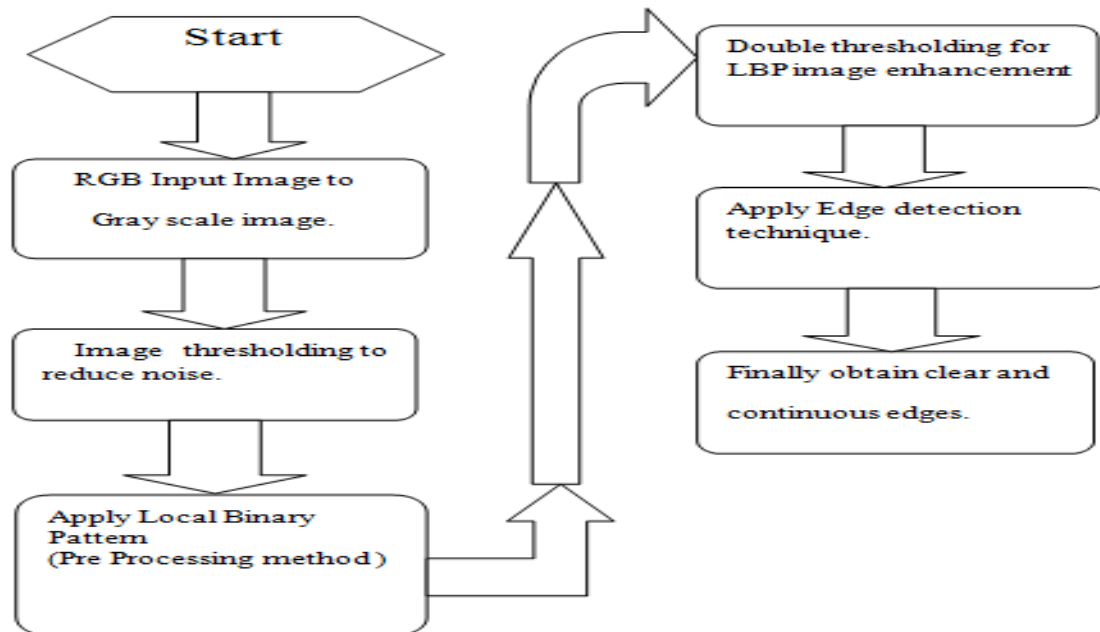 Start
RGB Input Image to
Gray scale image.
Image thresholding to
reduce noise.
Apply Local Binary
Pattern
(Pre Processing method )
Double thresholding for
LBP image enhancement
Apply Edge detection
technique.
Finally obtain clear and
continuous edges.